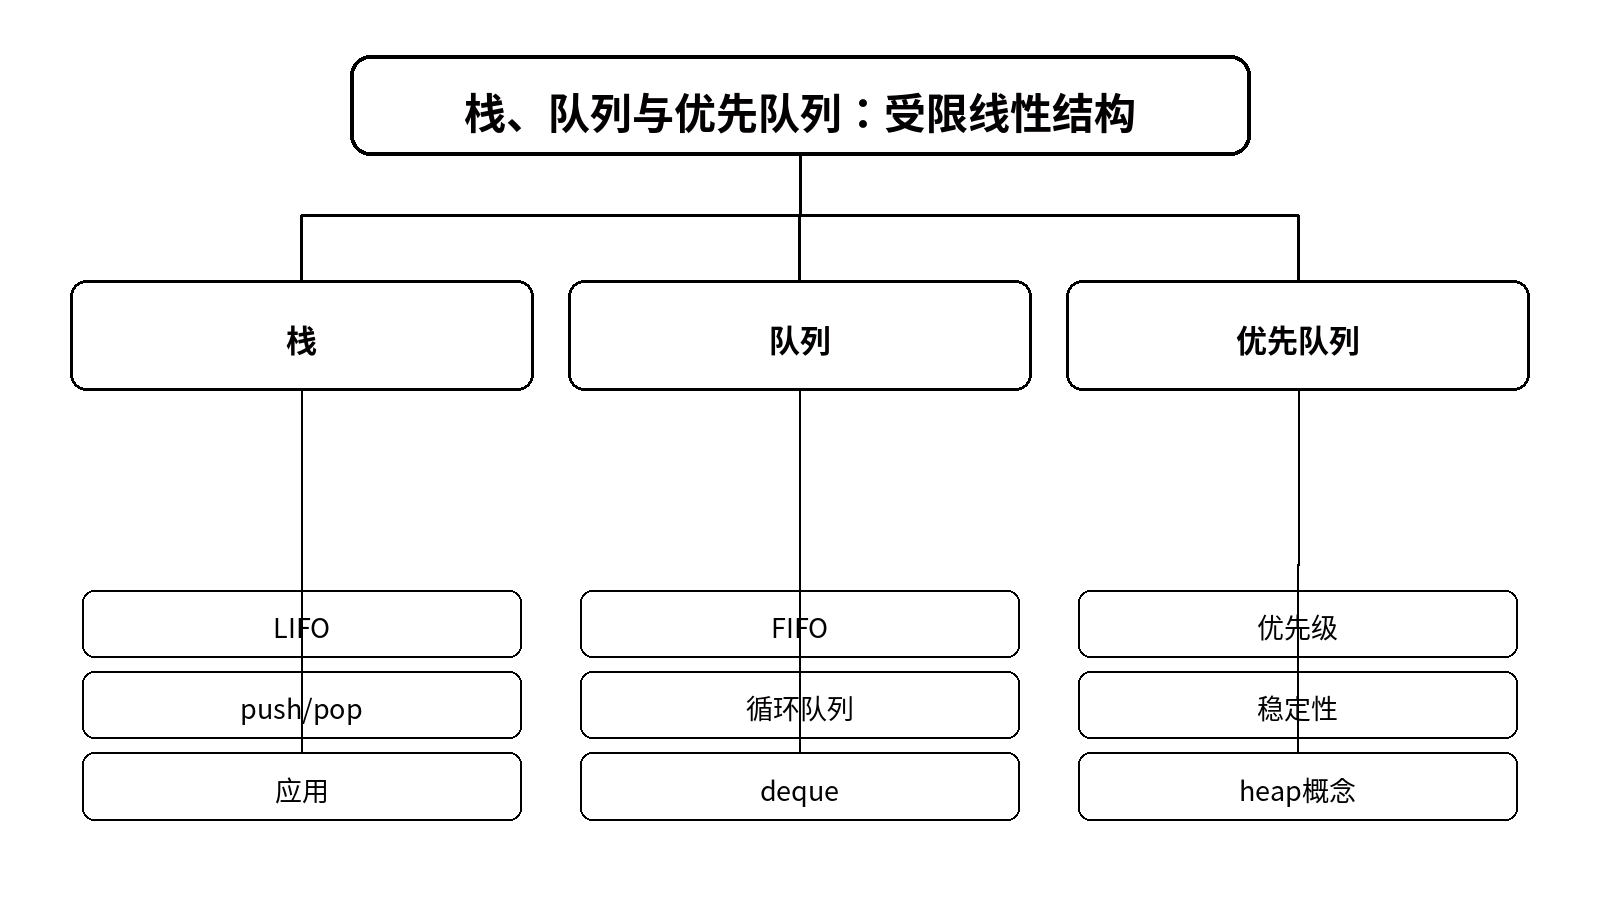 栈、队列与优先队列：受限线性结构
栈
队列
优先队列
LIFO
push/pop
应用
FIFO
循环队列
deque
优先级
稳定性
heap概念